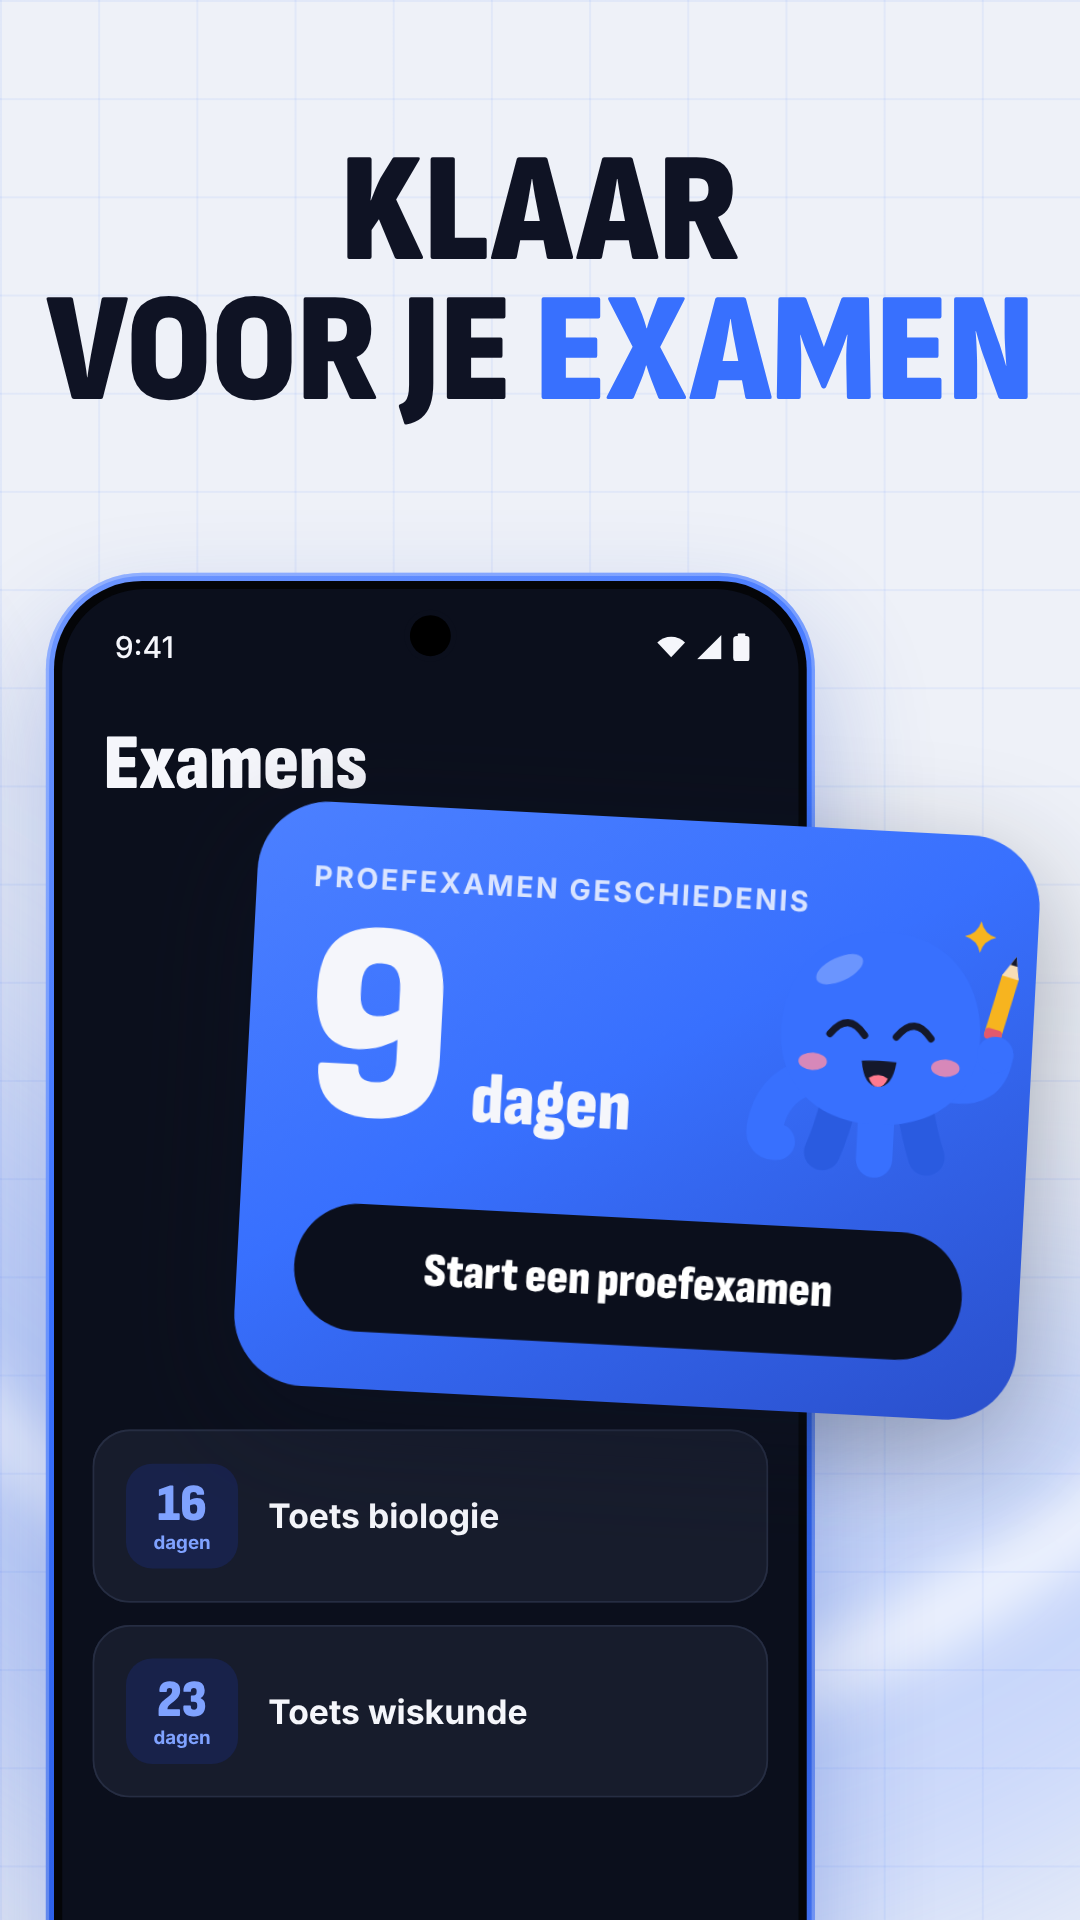 KLAAR
VOOR JE EXAMEN
9:41
Examens
PROEFEXAMEN GESCHIEDENIS
9 dagen
Start een proefexamen
16
dagen
Toets biologie
23
dagen
Toets wiskunde